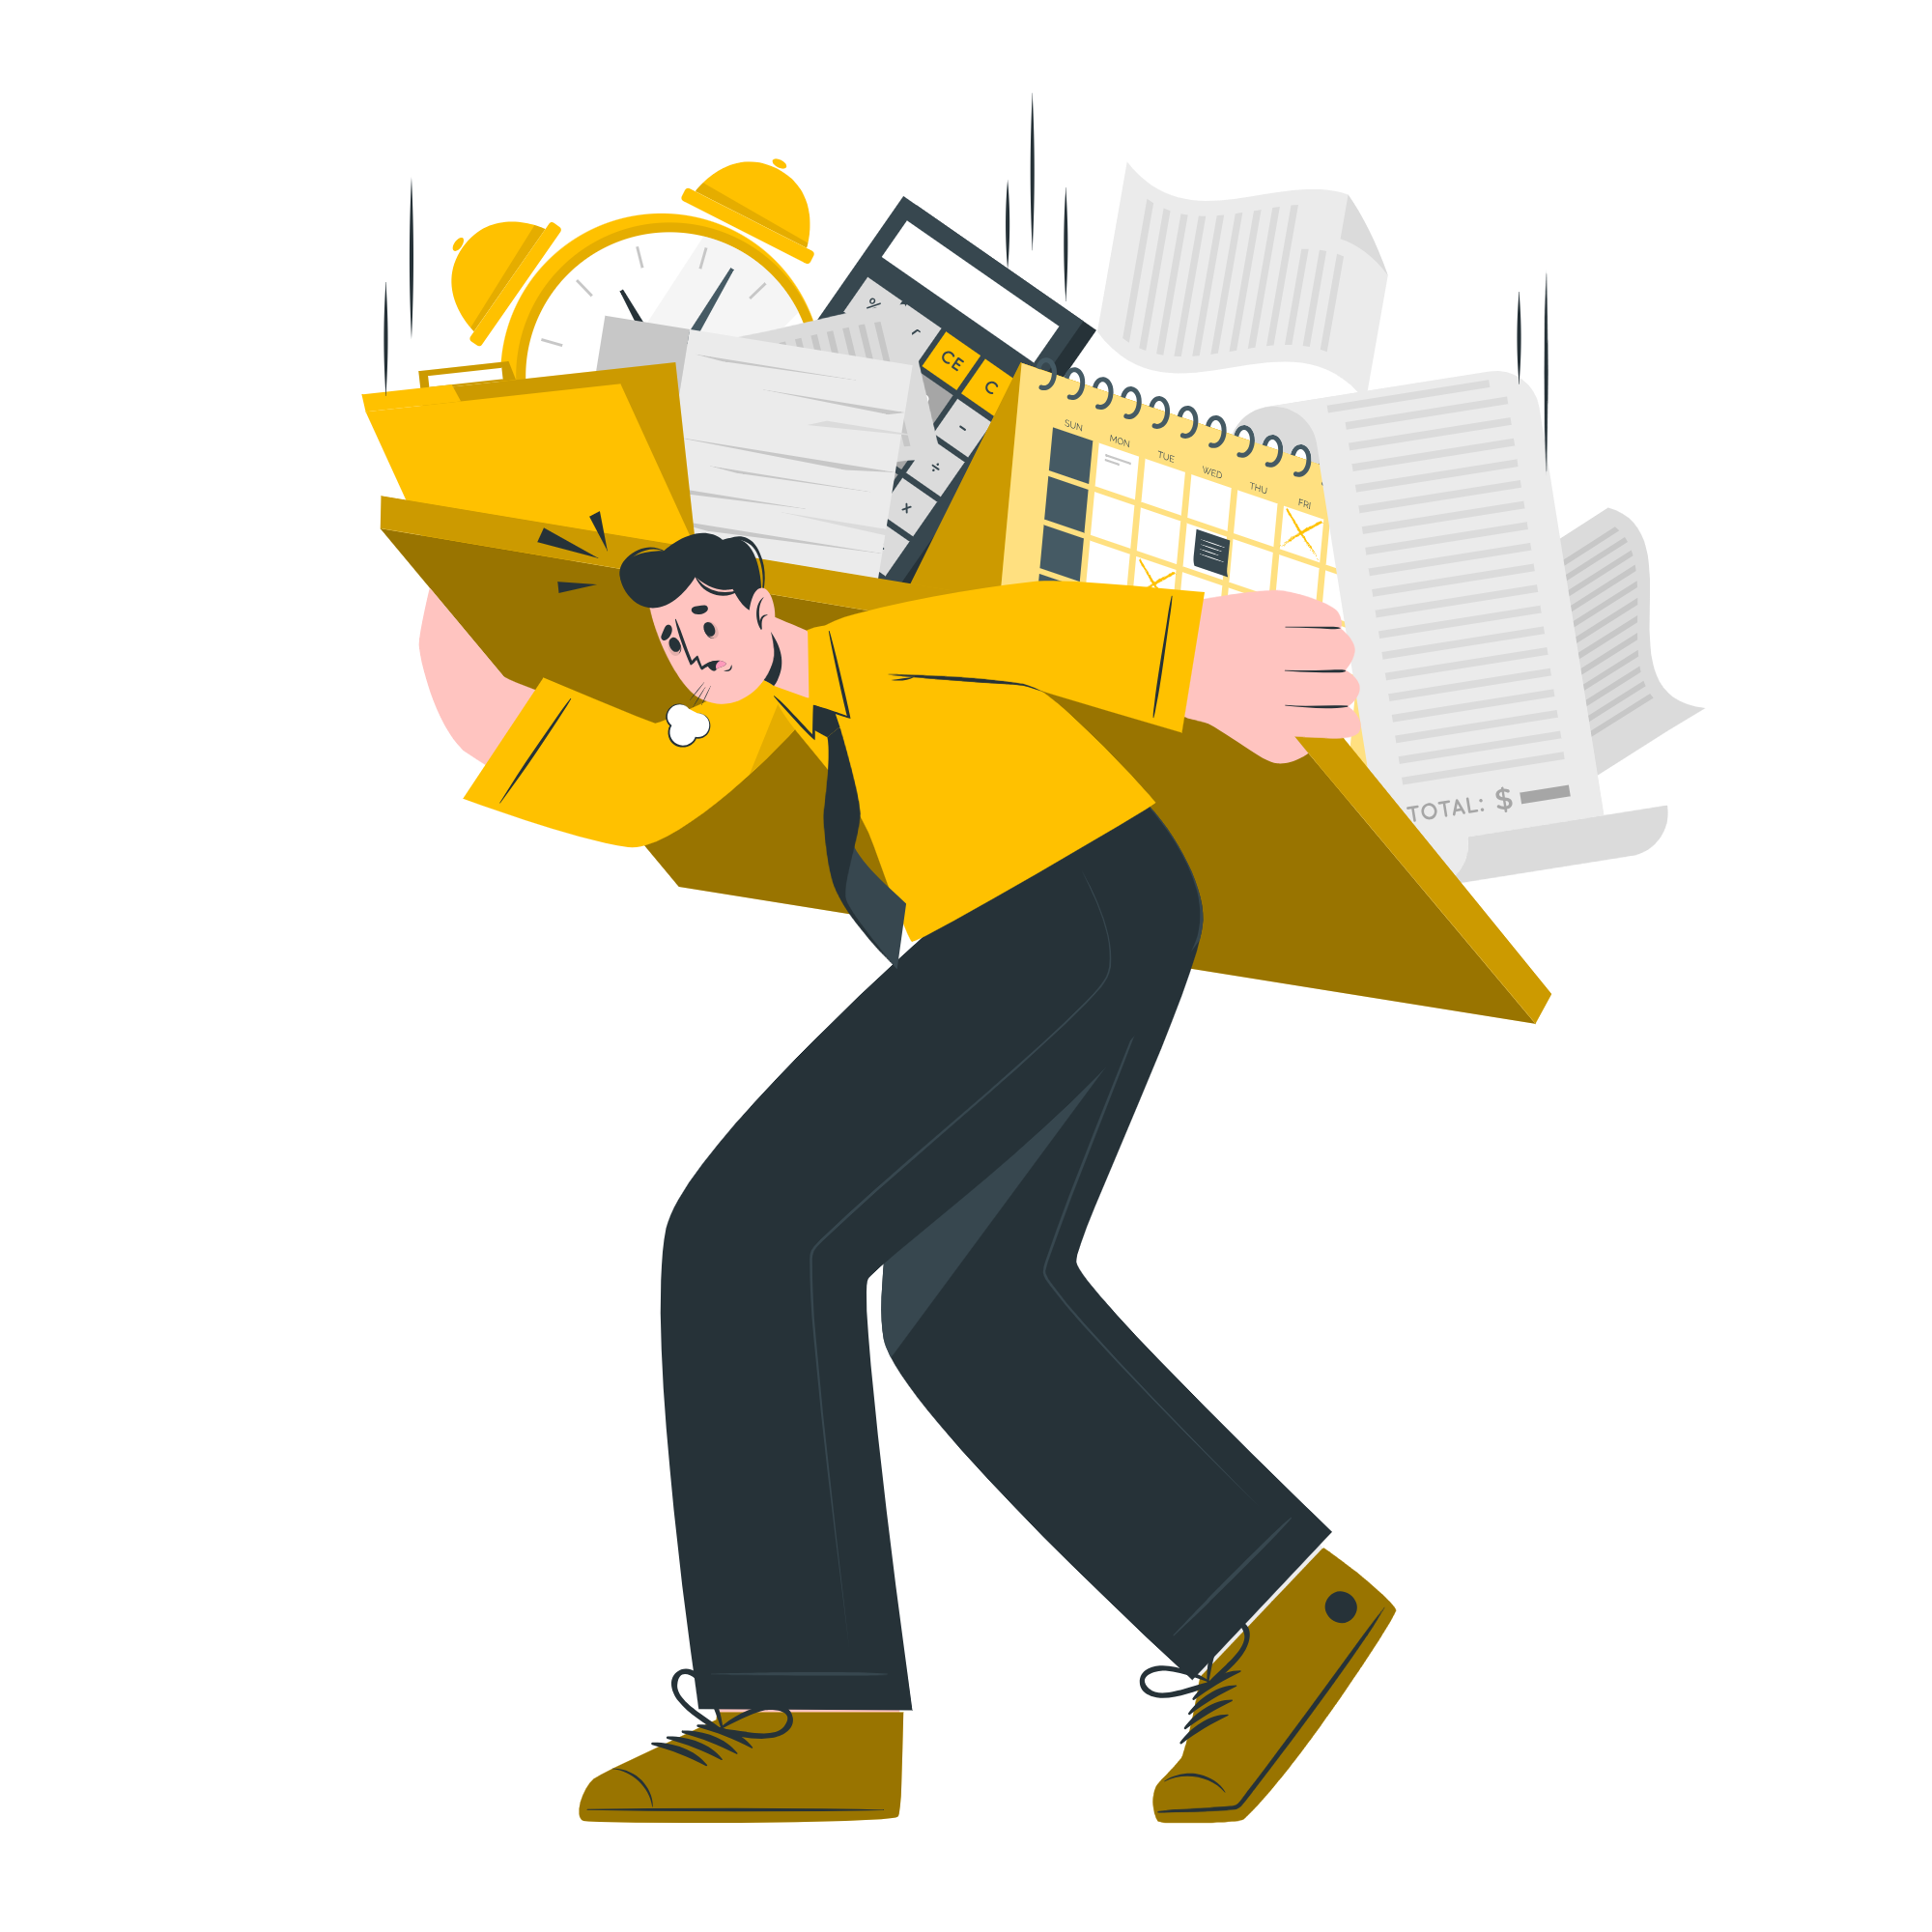 %
CE
C
-
÷
x
SUN MON TUE WED THU FRI
TOTAL: $